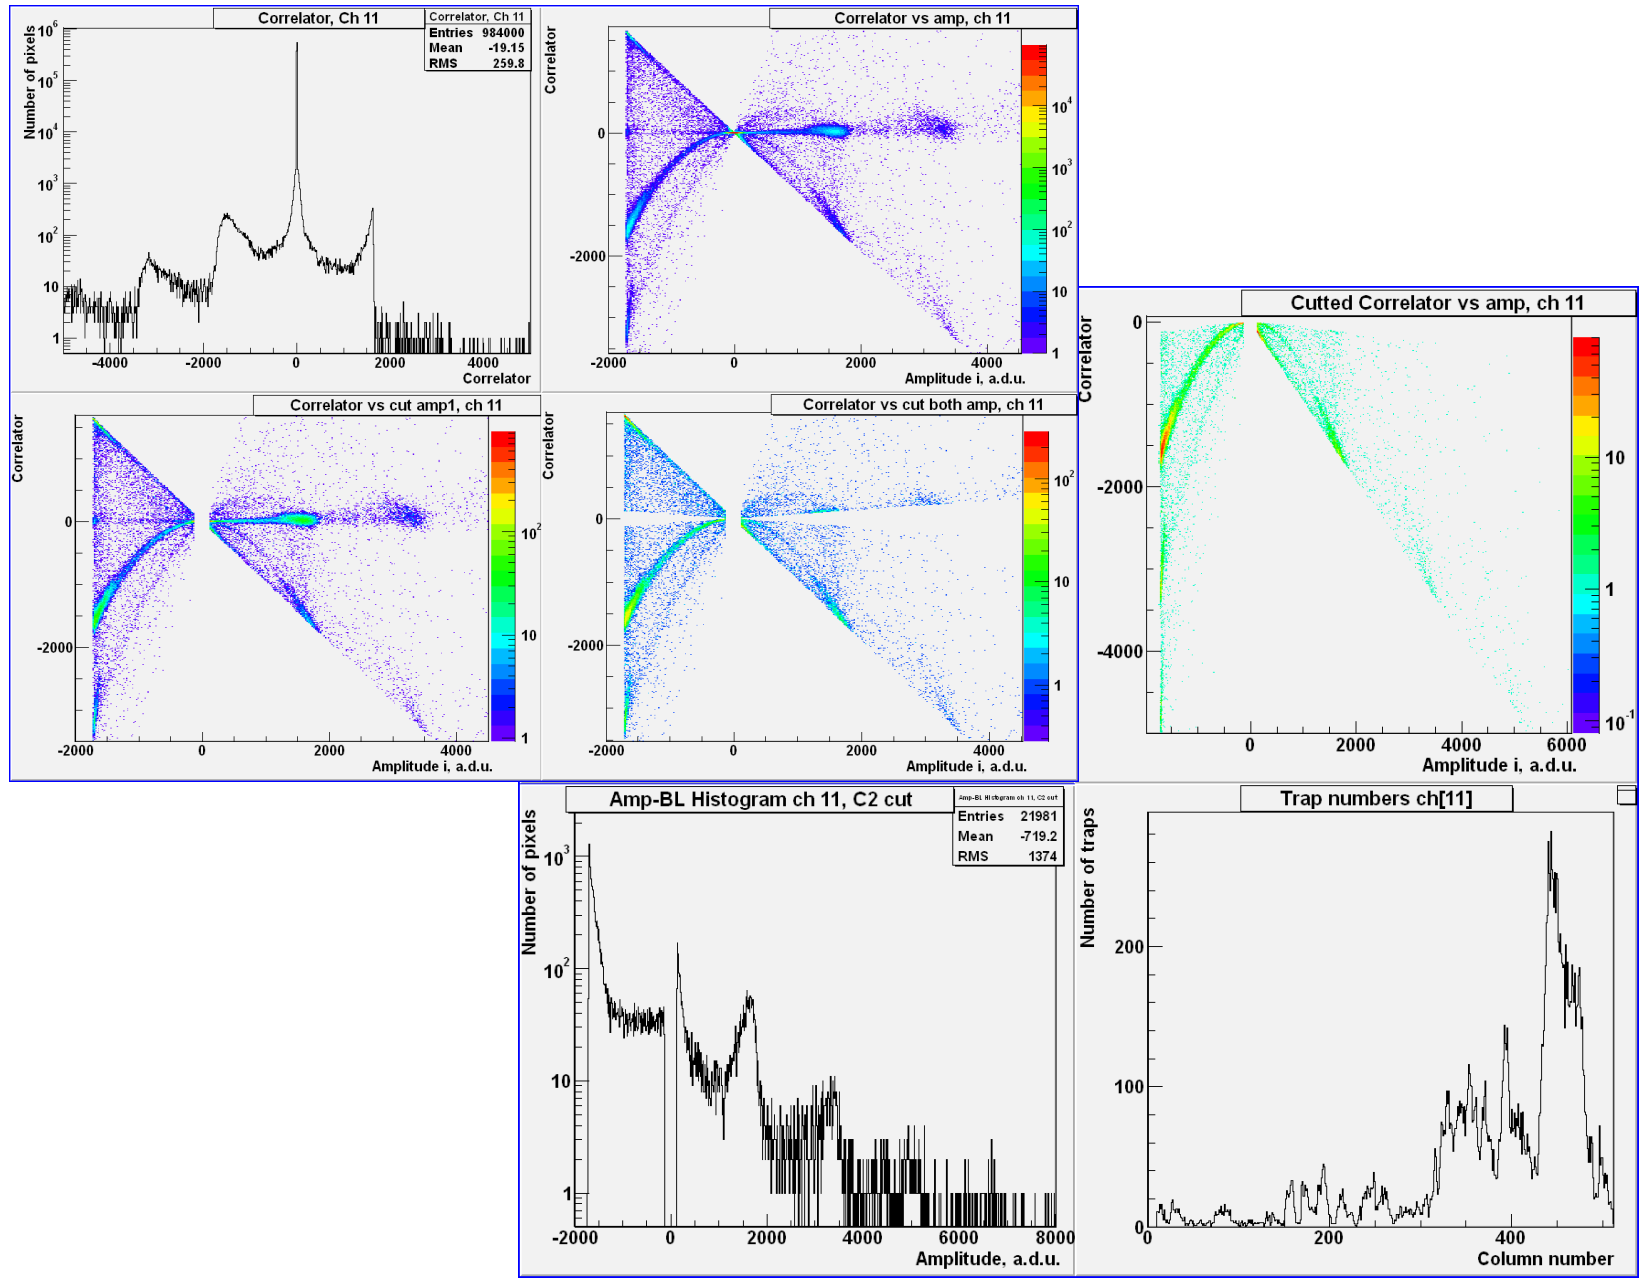 Correlator, Ch 11
Correlator, Ch 11
Entries 984000
Mean -19.15
RMS 259.8
Number of pixels
10^6
10^5
10^4
10^3
10^2
10
1
-4000 -2000 0 2000 4000
Correlator
Correlator vs amp, ch 11
Correlator
0
-2000
-2000 0 2000 4000
Amplitude i, a.d.u.
10^4
10^3
10^2
10
1
Correlator vs cut amp1, ch 11
Correlator
0
-2000
-2000 0 2000 4000
Amplitude i, a.d.u.
10^2
10
1
Correlator vs cut both amp, ch 11
Correlator
0
-2000
-2000 0 2000 4000
Amplitude i, a.d.u.
10^2
10
1
Cutted Correlator vs amp, ch 11
Correlator
0
-2000
-4000
0 2000 4000 6000
Amplitude i, a.d.u.
10
1
10^-1
Amp-BL Histogram ch 11, C2 cut
Amp-BL Histogram ch 11, C2 cut
Entries 21981
Mean -719.2
RMS 1374
Number of pixels
10^3
10^2
10
1
-2000 0 2000 4000 6000 8000
Amplitude, a.d.u.
Trap numbers ch[11]
Number of traps
200
100
0
0 200 400
Column number